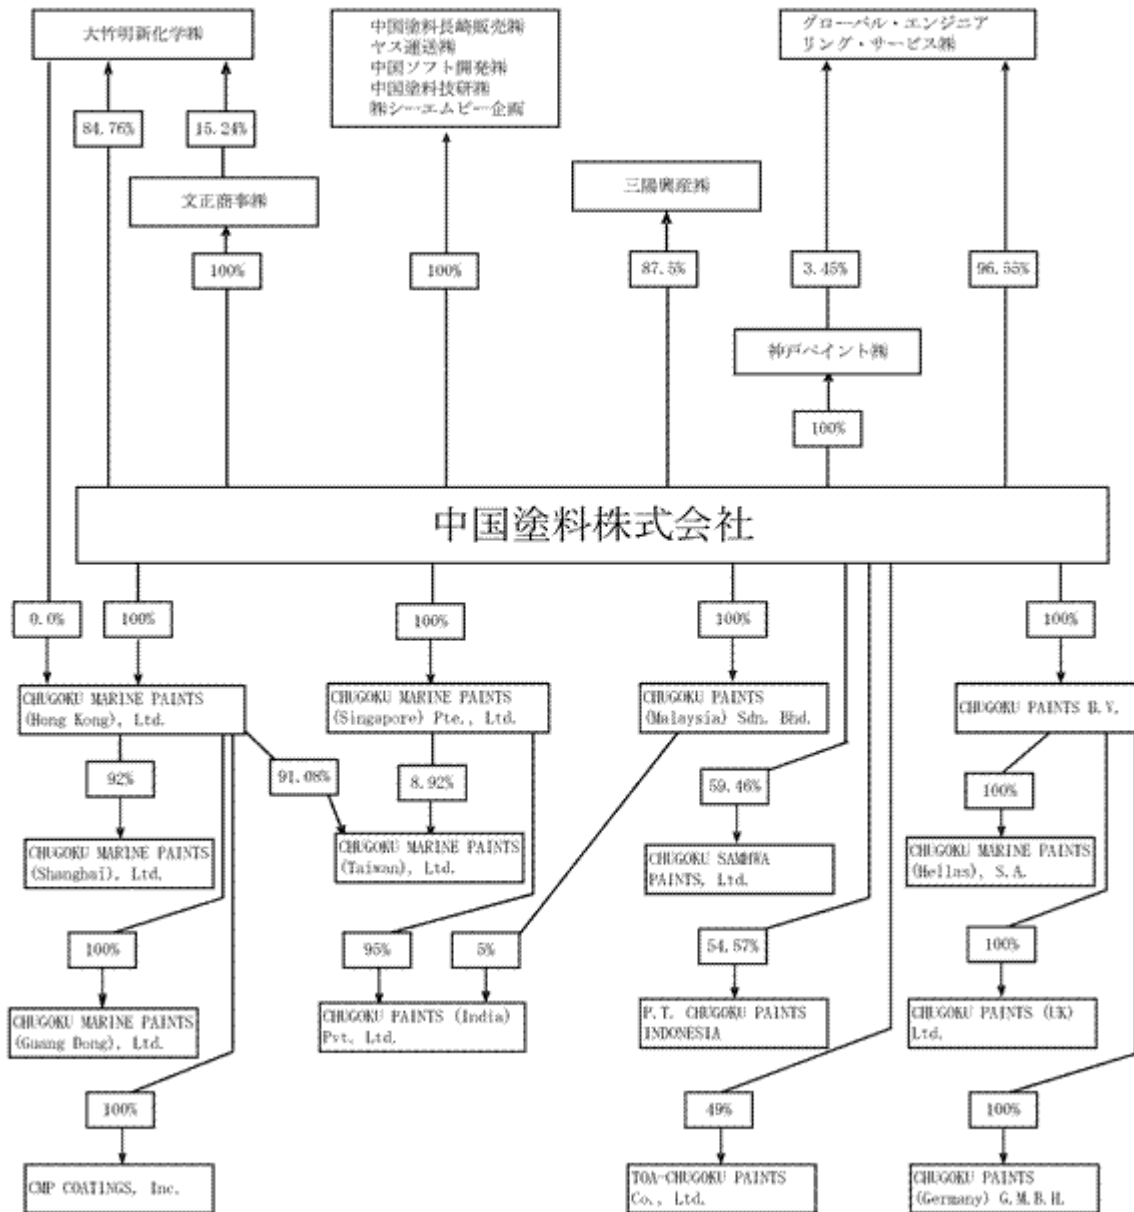 大竹明新化学㈱
中国塗料長崎販売㈱
ヤス運送㈱
中国ソフト開発㈱
中国塗料技研㈱
㈱シーエムピー企画
グローバル・エンジニア
リング・サービス㈱
84.76%
15.24%
文正商事㈱
三陽興産㈱
100%
100%
87.5%
3.45%
96.55%
神戸ペイント㈱
100%
中国塗料株式会社
0.0%
100%
100%
100%
100%
CHUGOKU MARINE PAINTS
(Hong Kong), Ltd.
CHUGOKU MARINE PAINTS
(Singapore) Pte., Ltd.
CHUGOKU PAINTS
(Malaysia) Sdn. Bhd.
CHUGOKU PAINTS B.V.
92%
91.08%
8.92%
59.46%
100%
CHUGOKU MARINE PAINTS
(Shanghai), Ltd.
CHUGOKU MARINE PAINTS
(Taiwan), Ltd.
CHUGOKU SAMHWA
PAINTS, Ltd.
CHUGOKU MARINE PAINTS
(Hellas), S.A.
100%
95%
5%
54.57%
100%
CHUGOKU MARINE PAINTS
(Guang Dong), Ltd.
CHUGOKU PAINTS (India)
Pvt. Ltd.
P.T. CHUGOKU PAINTS
INDONESIA
CHUGOKU PAINTS (UK)
Ltd.
100%
49%
100%
CMP COATINGS, Inc.
TOA-CHUGOKU PAINTS
Co., Ltd.
CHUGOKU PAINTS
(Germany) G.M.B.H.